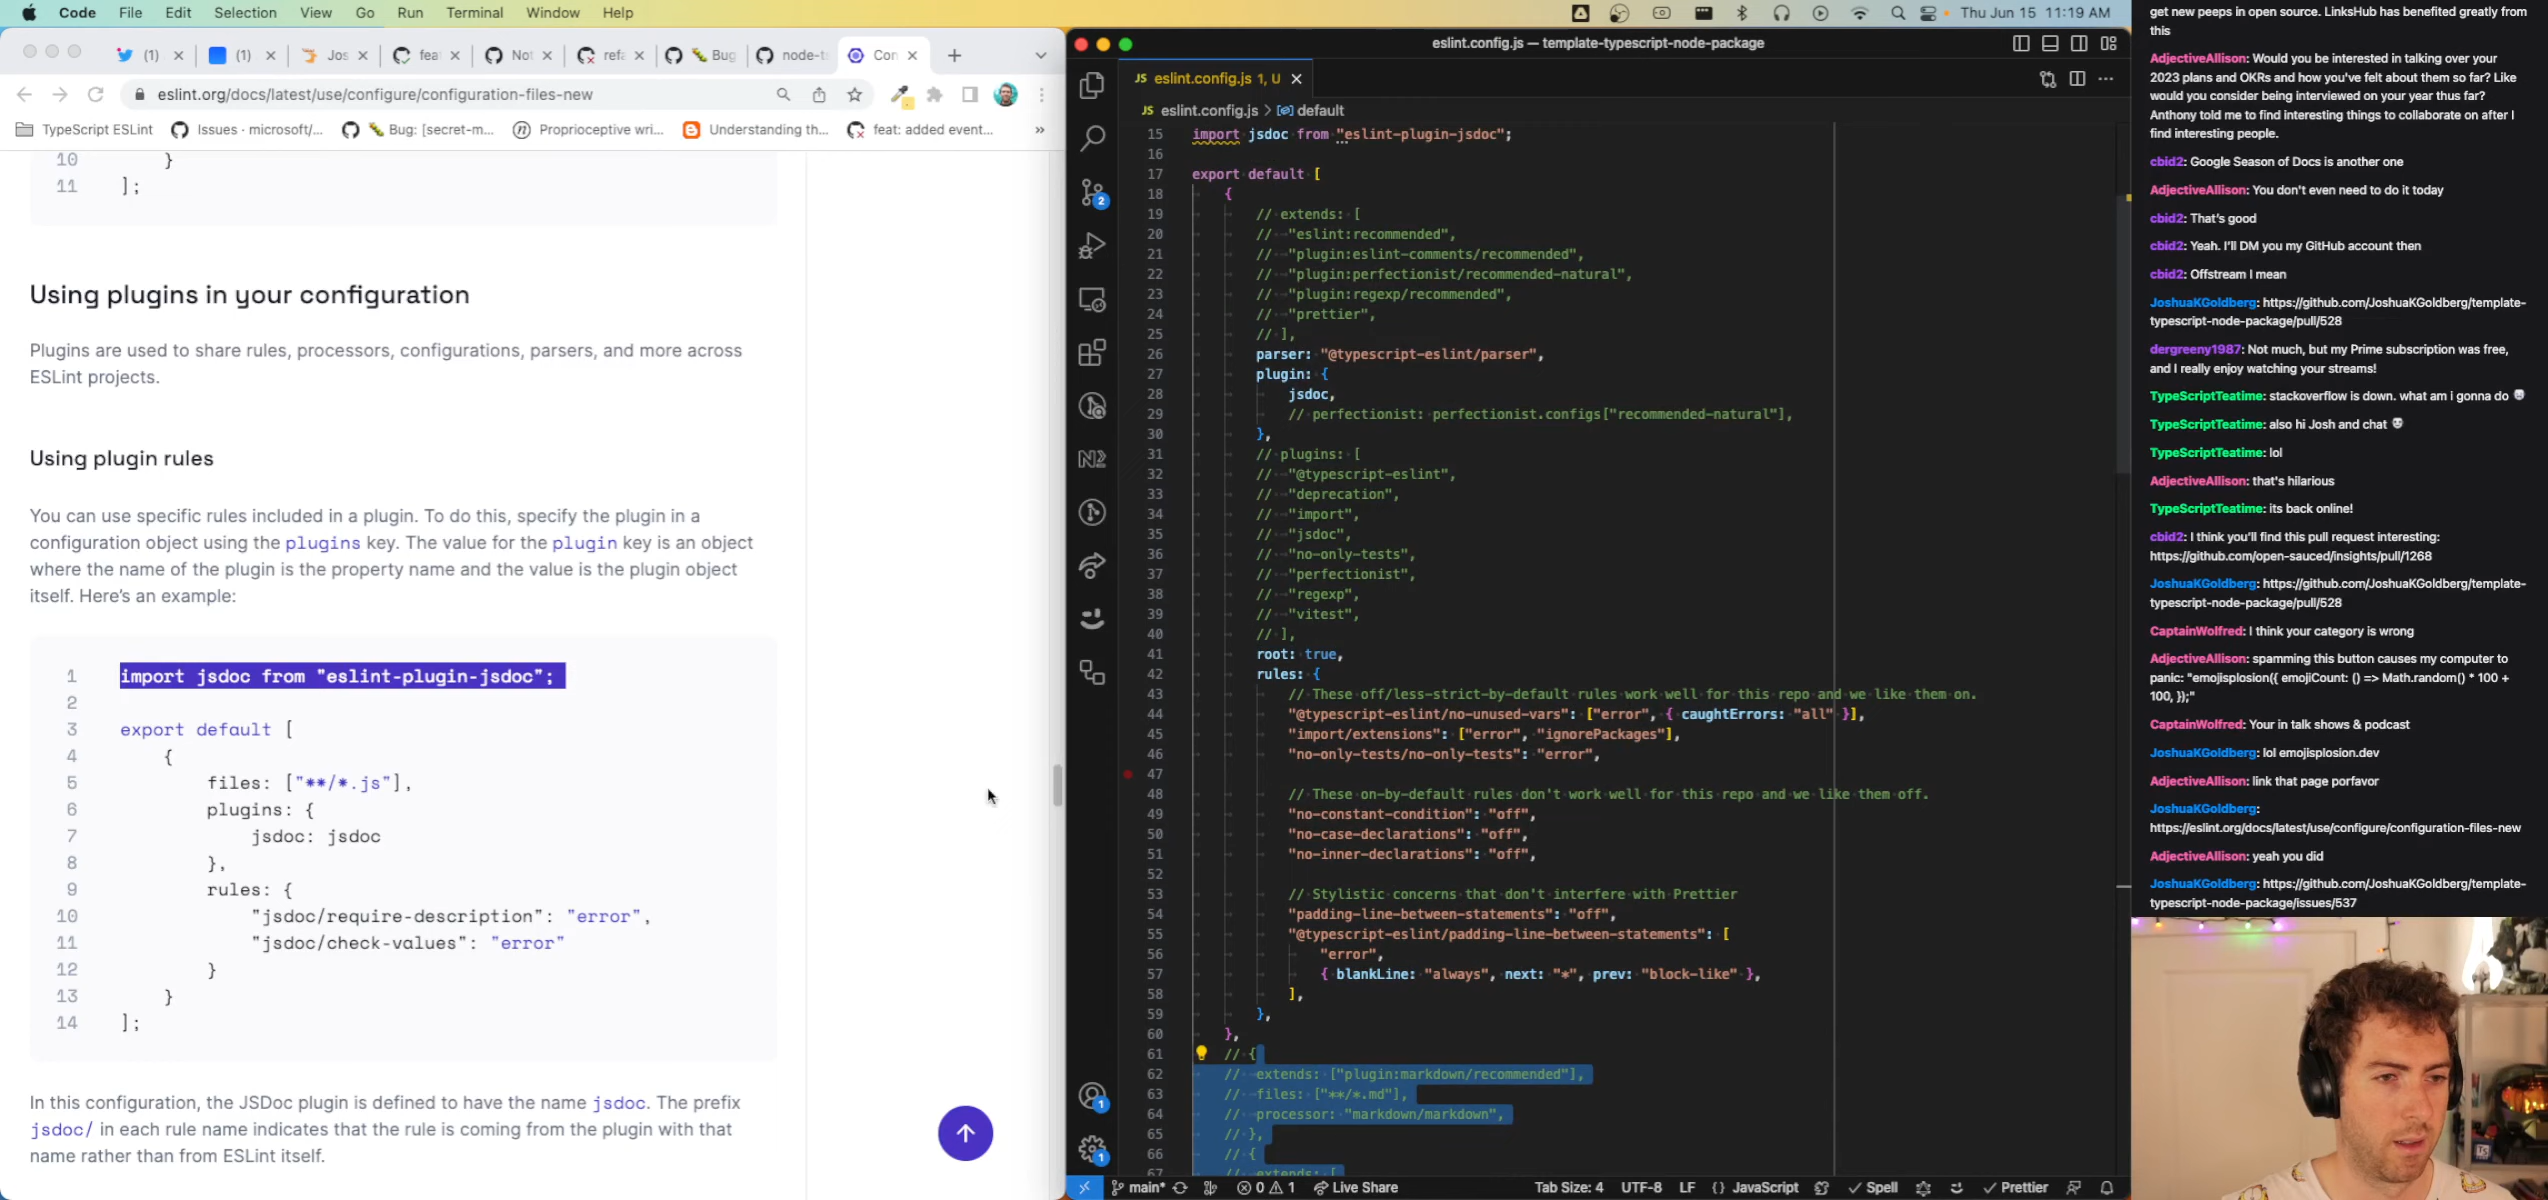 Code File Edit Selection View Go Run Terminal Window Help
Thu Jun 15 11:19 AM
(1) × (1) × Jos × feat × Not × refa × Bug node-t Con × +
eslint.org/docs/latest/use/configure/configuration-files-new
TypeScript ESLint Issues · microsoft/... Bug: [secret-m... Proprioceptive wri... Understanding th... feat: added event... »
10 }
11 ];
Using plugins in your configuration
Plugins are used to share rules, processors, configurations, parsers, and more across
ESLint projects.
Using plugin rules
You can use specific rules included in a plugin. To do this, specify the plugin in a
configuration object using the plugins key. The value for the plugin key is an object
where the name of the plugin is the property name and the value is the plugin object
itself. Here's an example:
1 import jsdoc from "eslint-plugin-jsdoc";
2
3 export default [
4 {
5 files: ["**/*.js"],
6 plugins: {
7 jsdoc: jsdoc
8 },
9 rules: {
10 "jsdoc/require-description": "error",
11 "jsdoc/check-values": "error"
12 }
13 }
14 ];
In this configuration, the JSDoc plugin is defined to have the name jsdoc. The prefix
jsdoc/ in each rule name indicates that the rule is coming from the plugin with that
name rather than from ESLint itself.
eslint.config.js — template-typescript-node-package
JS eslint.config.js 1, U ×
JS eslint.config.js > default
15 import jsdoc from "eslint-plugin-jsdoc";
16
17 export default [
18 {
19 // extends: [
20 // "eslint:recommended",
21 // "plugin:eslint-comments/recommended",
22 // "plugin:perfectionist/recommended-natural",
23 // "plugin:regexp/recommended",
24 // "prettier",
25 // ],
26 parser: "@typescript-eslint/parser",
27 plugin: {
28 jsdoc,
29 // perfectionist: perfectionist.configs["recommended-natural"],
30 },
31 // plugins: [
32 // "@typescript-eslint",
33 // "deprecation",
34 // "import",
35 // "jsdoc",
36 // "no-only-tests",
37 // "perfectionist",
38 // "regexp",
39 // "vitest",
40 // ],
41 root: true,
42 rules: {
43 // These off/less-strict-by-default rules work well for this repo and we like them on.
44 "@typescript-eslint/no-unused-vars": ["error", { caughtErrors: "all" }],
45 "import/extensions": ["error", "ignorePackages"],
46 "no-only-tests/no-only-tests": "error",
47
48 // These on-by-default rules don't work well for this repo and we like them off.
49 "no-constant-condition": "off",
50 "no-case-declarations": "off",
51 "no-inner-declarations": "off",
52
53 // Stylistic concerns that don't interfere with Prettier
54 "padding-line-between-statements": "off",
55 "@typescript-eslint/padding-line-between-statements": [
56 "error",
57 { blankLine: "always", next: "*", prev: "block-like" },
58 ],
59 },
60 },
61 // {
62 // extends: ["plugin:markdown/recommended"],
63 // files: ["**/*.md"],
64 // processor: "markdown/markdown",
65 // },
66 // {
67 // extends: [
2
1
1
main* 0 1 Live Share Tab Size: 4 UTF-8 LF {} JavaScript Spell Prettier
get new peeps in open source. LinksHub has benefited greatly from
this
AdjectiveAllison: Would you be interested in talking over your
2023 plans and OKRs and how you've felt about them so far? Like
would you consider being interviewed on your year thus far?
Anthony told me to find interesting things to collaborate on after I
find interesting people.
cbid2: Google Season of Docs is another one
AdjectiveAllison: You don't even need to do it today
cbid2: That's good
cbid2: Yeah. I'll DM you my GitHub account then
cbid2: Offstream I mean
JoshuaKGoldberg: https://github.com/JoshuaKGoldberg/template-
typescript-node-package/pull/528
dergreeny1987: Not much, but my Prime subscription was free,
and I really enjoy watching your streams!
TypeScriptTeatime: stackoverflow is down. what am i gonna do
TypeScriptTeatime: also hi Josh and chat
TypeScriptTeatime: lol
AdjectiveAllison: that's hilarious
TypeScriptTeatime: its back online!
cbid2: I think you'll find this pull request interesting:
https://github.com/open-sauced/insights/pull/1268
JoshuaKGoldberg: https://github.com/JoshuaKGoldberg/template-
typescript-node-package/pull/528
CaptainWolfred: I think your category is wrong
AdjectiveAllison: spamming this button causes my computer to
panic: "emojisplosion({ emojiCount: () => Math.random() * 100 +
100, });"
CaptainWolfred: Your in talk shows & podcast
JoshuaKGoldberg: lol emojisplosion.dev
AdjectiveAllison: link that page porfavor
JoshuaKGoldberg:
https://eslint.org/docs/latest/use/configure/configuration-files-new
AdjectiveAllison: yeah you did
JoshuaKGoldberg: https://github.com/JoshuaKGoldberg/template-
typescript-node-package/issues/537